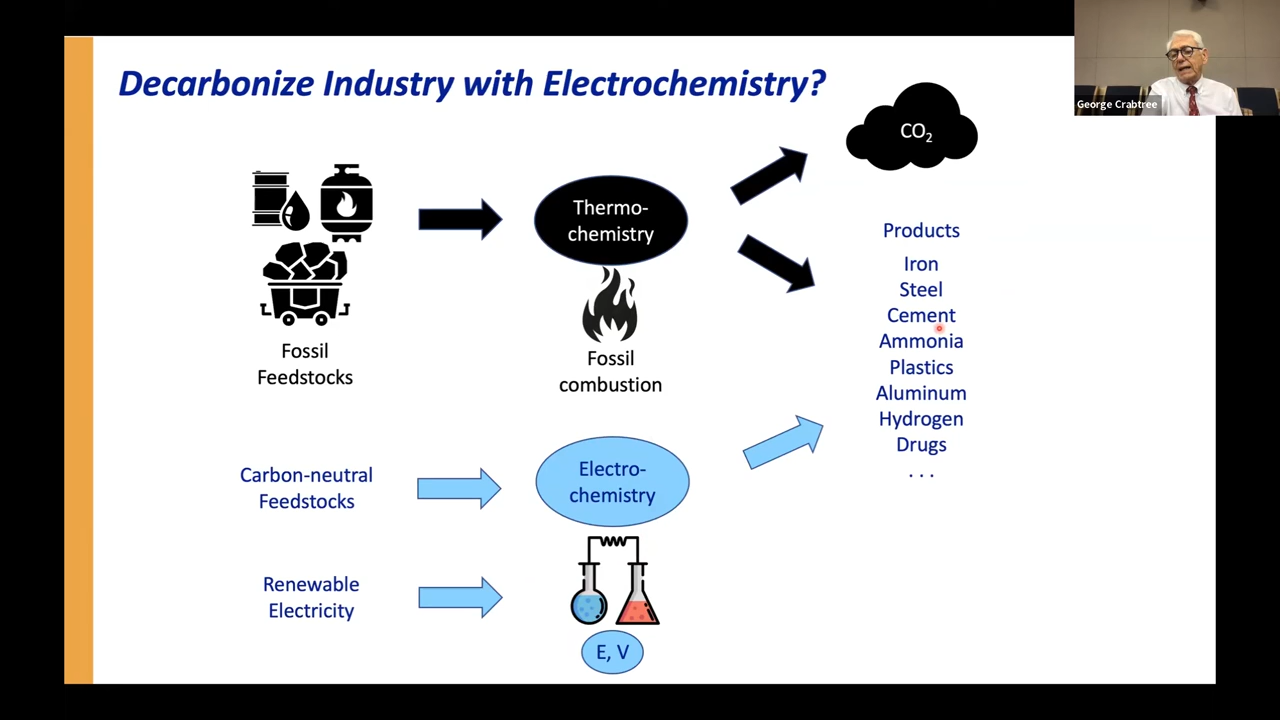 Decarbonize Industry with Electrochemistry?
George Crabtree
CO2
Thermo-
chemistry
Fossil
Feedstocks
Fossil
combustion
Products
Iron
Steel
Cement
Ammonia
Plastics
Aluminum
Hydrogen
Drugs
. . .
Carbon-neutral
Feedstocks
Electro-
chemistry
Renewable
Electricity
E, V